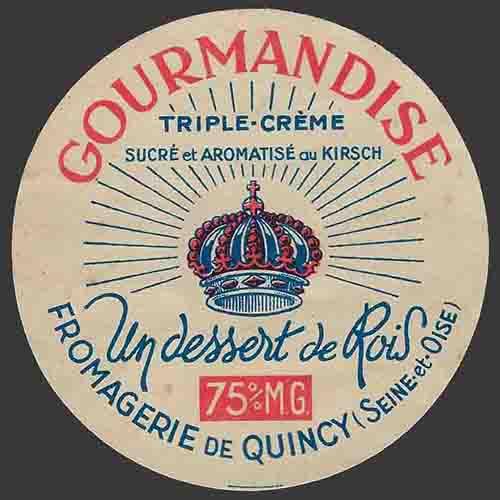 GOURMANDISE
TRIPLE-CRÈME
SUCRÉ et AROMATISÉ au KIRSCH
Un dessert de Rois
75% M.G.
FROMAGERIE DE QUINCY (SEINE-et-OISE)